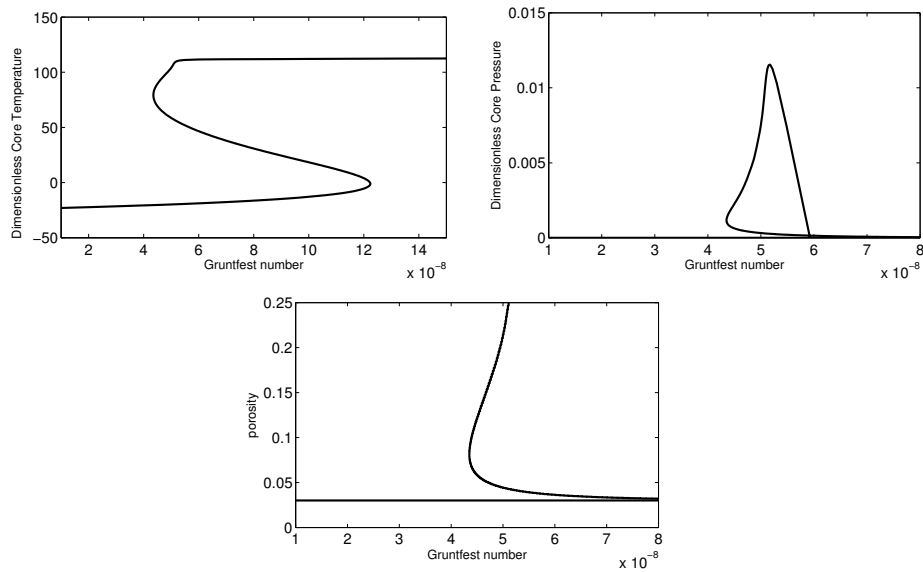 Dimensionless Core Temperature
150
100
50
0
−50
2 4 6 8 10 12 14
Gruntfest number
x 10⁻⁸
Dimensionless Core Pressure
0.015
0.01
0.005
0
1 2 3 4 5 6 7 8
Gruntfest number
x 10⁻⁸
porosity
0.25
0.2
0.15
0.1
0.05
0
1 2 3 4 5 6 7 8
Gruntfest number
x 10⁻⁸